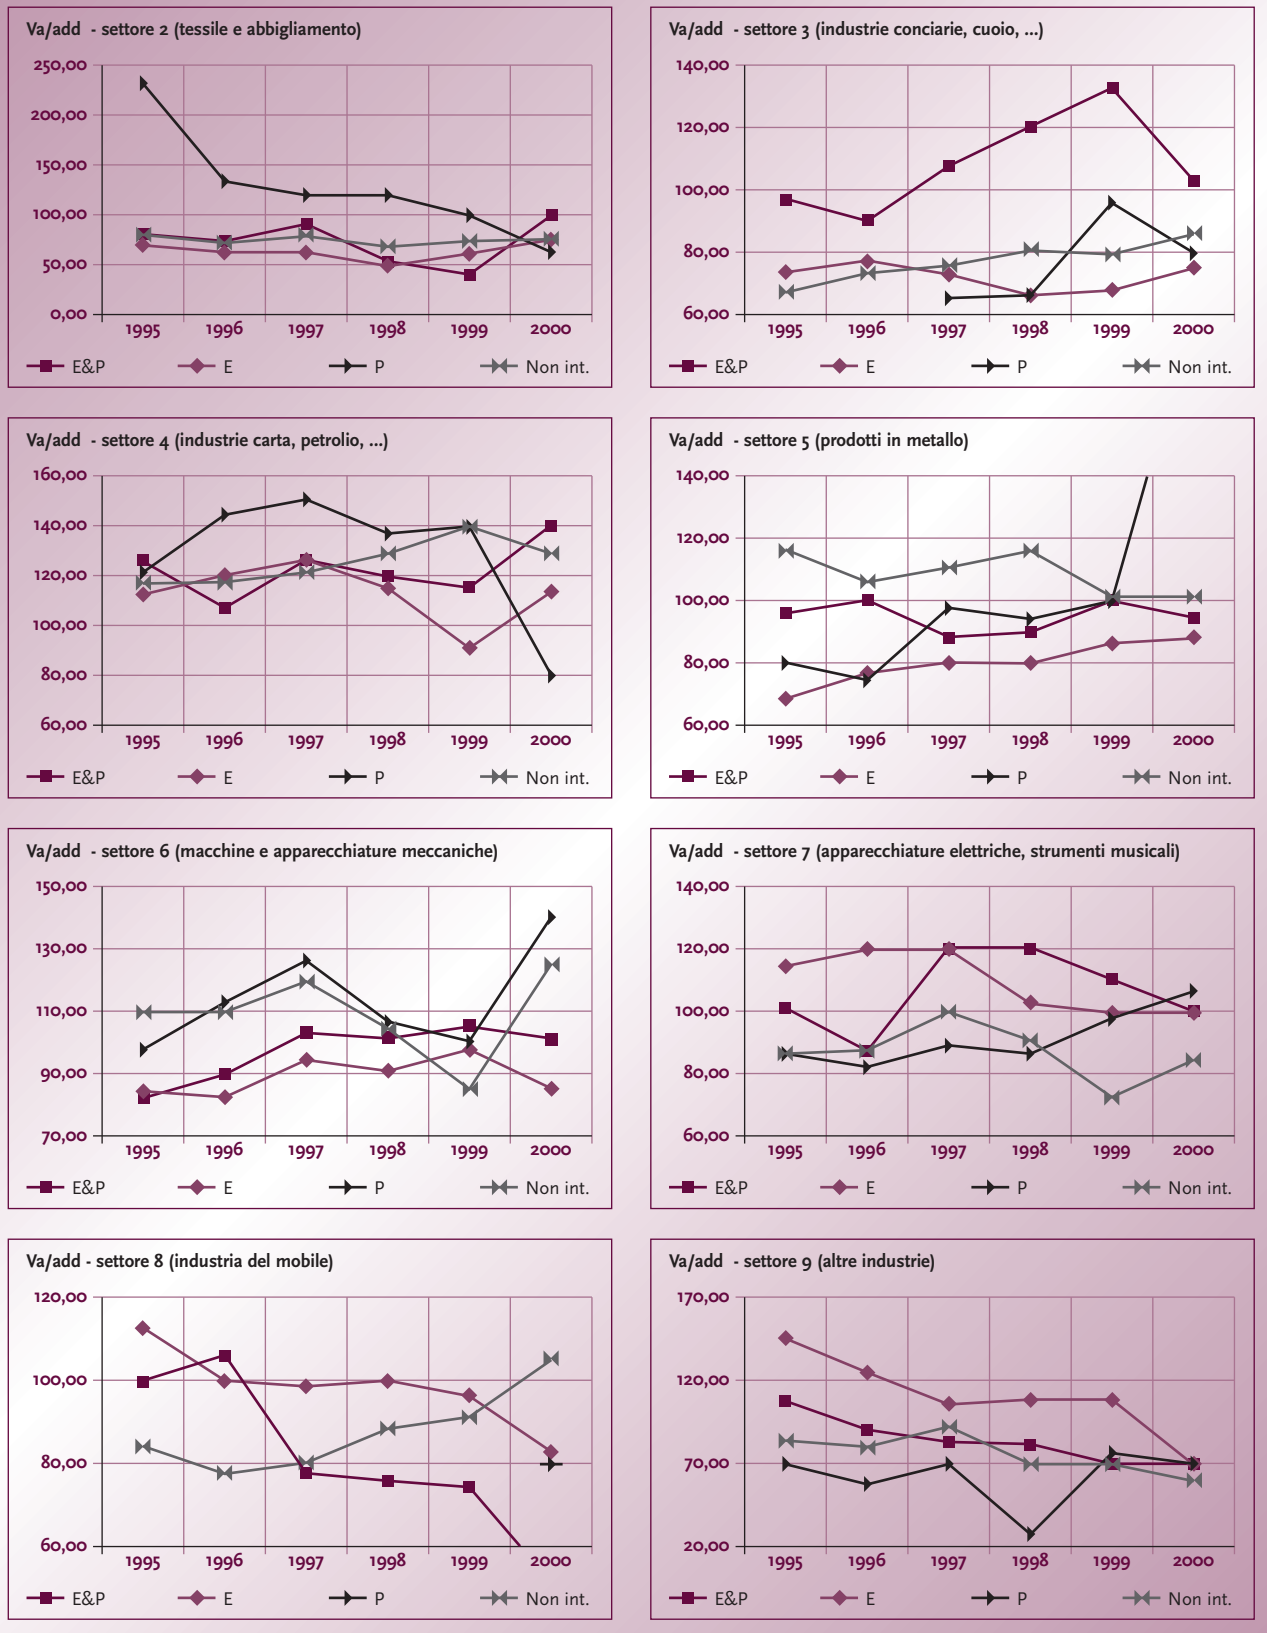 Va/add - settore 2 (tessile e abbigliamento)
250,00
200,00
150,00
100,00
50,00
0,00
1995 1996 1997 1998 1999 2000
E&P E P Non int.
Va/add - settore 3 (industrie conciarie, cuoio, ...)
140,00
120,00
100,00
80,00
60,00
1995 1996 1997 1998 1999 2000
E&P E P Non int.
Va/add - settore 4 (industrie carta, petrolio, ...)
160,00
140,00
120,00
100,00
80,00
60,00
1995 1996 1997 1998 1999 2000
E&P E P Non int.
Va/add - settore 5 (prodotti in metallo)
140,00
120,00
100,00
80,00
60,00
1995 1996 1997 1998 1999 2000
E&P E P Non int.
Va/add - settore 6 (macchine e apparecchiature meccaniche)
150,00
130,00
110,00
90,00
70,00
1995 1996 1997 1998 1999 2000
E&P E P Non int.
Va/add - settore 7 (apparecchiature elettriche, strumenti musicali)
140,00
120,00
100,00
80,00
60,00
1995 1996 1997 1998 1999 2000
E&P E P Non int.
Va/add - settore 8 (industria del mobile)
120,00
100,00
80,00
60,00
1995 1996 1997 1998 1999 2000
E&P E P Non int.
Va/add - settore 9 (altre industrie)
170,00
120,00
70,00
20,00
1995 1996 1997 1998 1999 2000
E&P E P Non int.